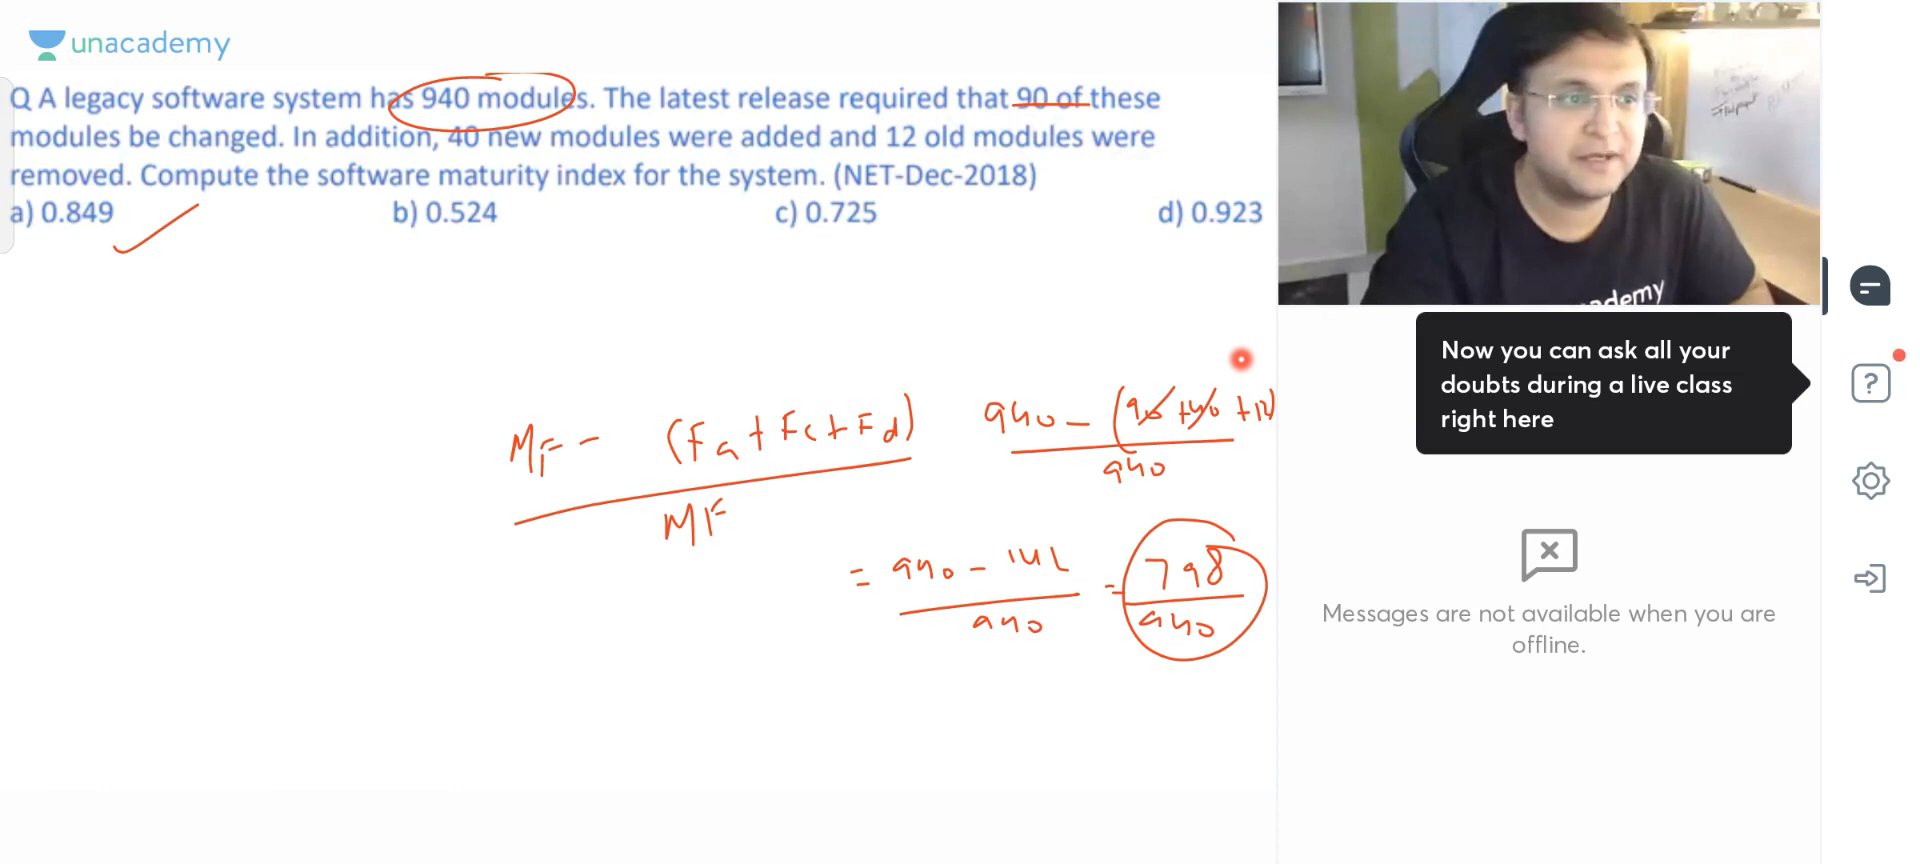 unacademy
Q A legacy software system has 940 modules. The latest release required that 90 of these
modules be changed. In addition, 40 new modules were added and 12 old modules were
removed. Compute the software maturity index for the system. (NET-Dec-2018)
a) 0.849 b) 0.524 c) 0.725 d) 0.923
MF - (Fa + Fc + Fd)
MF
940 - (90 + 40 + 12)
940
= 940 - 142
940
= 798
940
ademy
Now you can ask all your
doubts during a live class
right here
?
Messages are not available when you are
offline.